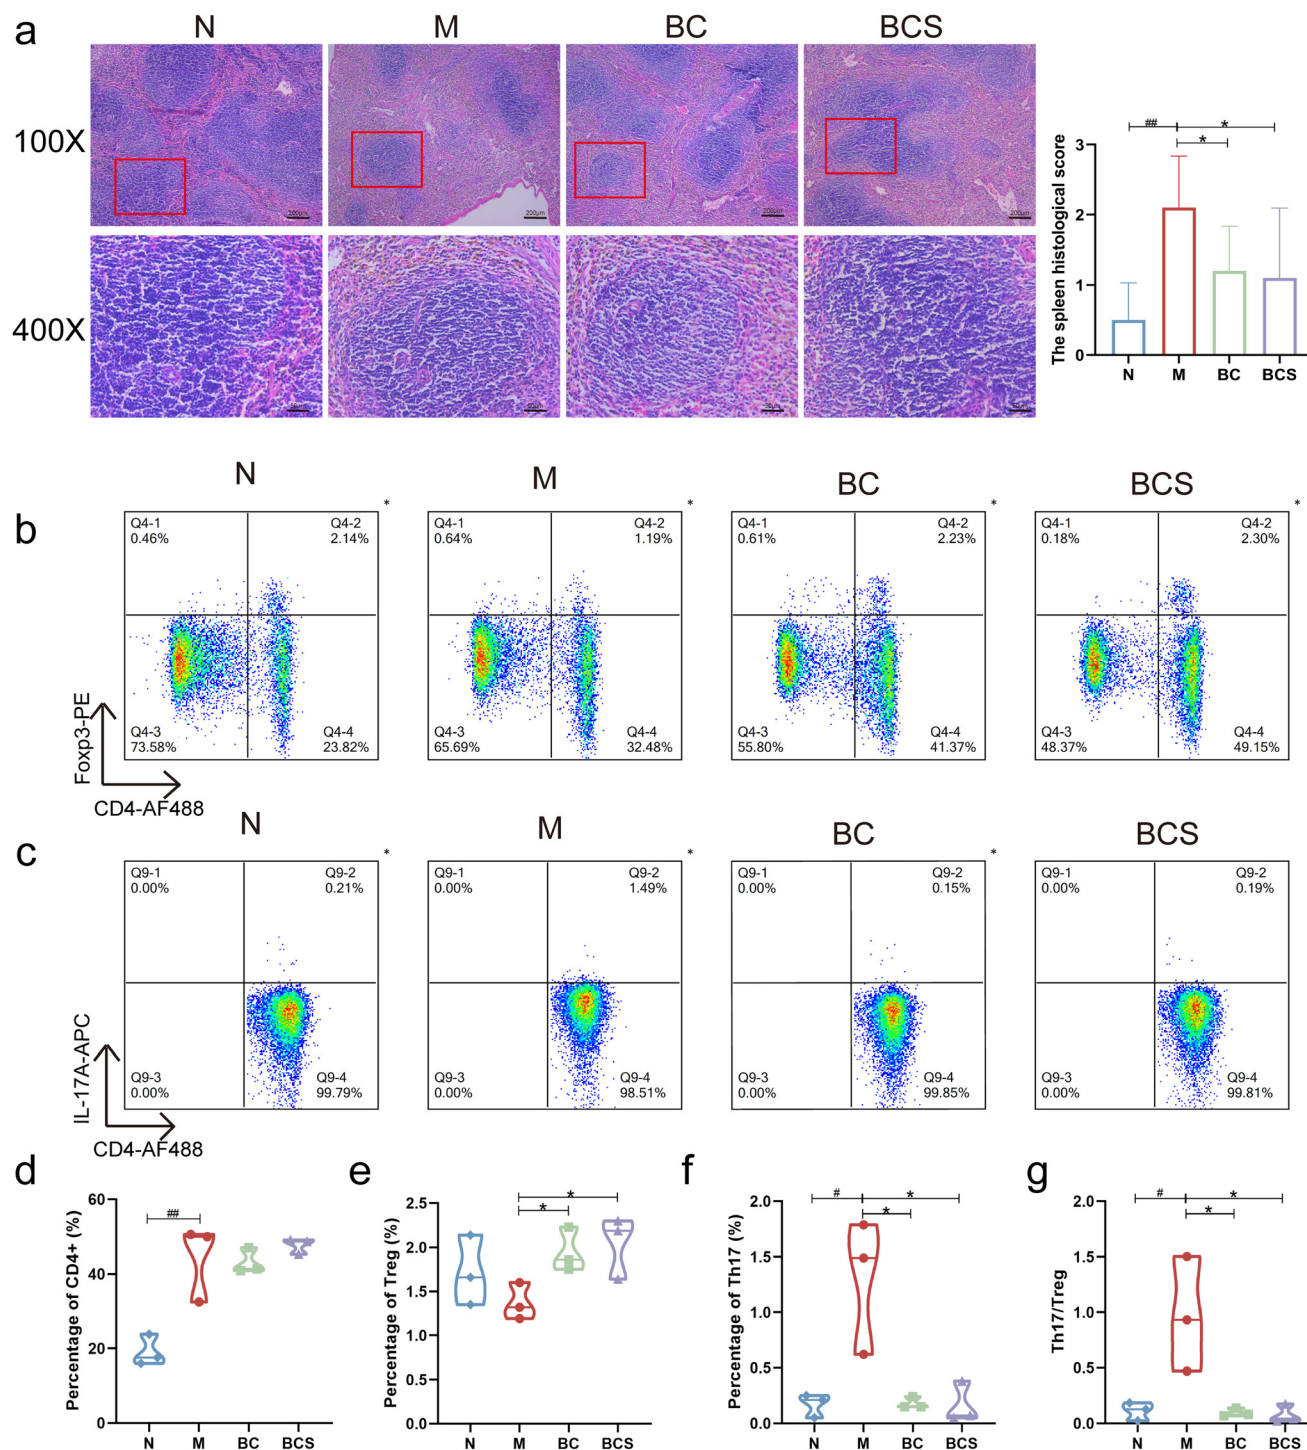 a
N
M
BC
BCS
100X
200μm
200μm
200μm
200μm
400X
The spleen histological score
3
2
1
0
##
*
*
N
M
BC
BCS
b
N
M
BC
BCS
*
*
*
*
Q4-1
0.46%
Q4-2
2.14%
Q4-3
73.58%
Q4-4
23.82%
Q4-1
0.64%
Q4-2
1.19%
Q4-3
65.69%
Q4-4
32.48%
Q4-1
0.61%
Q4-2
2.23%
Q4-3
55.80%
Q4-4
41.37%
Q4-1
0.18%
Q4-2
2.30%
Q4-3
48.37%
Q4-4
49.15%
Foxp3-PE
CD4-AF488
c
N
M
BC
BCS
*
*
*
Q9-1
0.00%
Q9-2
0.21%
Q9-3
0.00%
Q9-4
99.79%
Q9-1
0.00%
Q9-2
1.49%
Q9-3
0.00%
Q9-4
98.51%
Q9-1
0.00%
Q9-2
0.15%
Q9-3
0.00%
Q9-4
99.85%
Q9-1
0.00%
Q9-2
0.19%
Q9-3
0.00%
Q9-4
99.81%
IL-17A-APC
CD4-AF488
d
Percentage of CD4+ (%)
60
40
20
0
##
N
M
BC
BCS
e
Percentage of Treg (%)
2.5
2.0
1.5
1.0
0.5
0.0
*
*
N
M
BC
BCS
f
Percentage of Th17 (%)
2.0
1.5
1.0
0.5
0.0
#
*
*
N
M
BC
BCS
g
Th17/Treg
2.0
1.5
1.0
0.5
0.0
#
*
*
N
M
BC
BCS